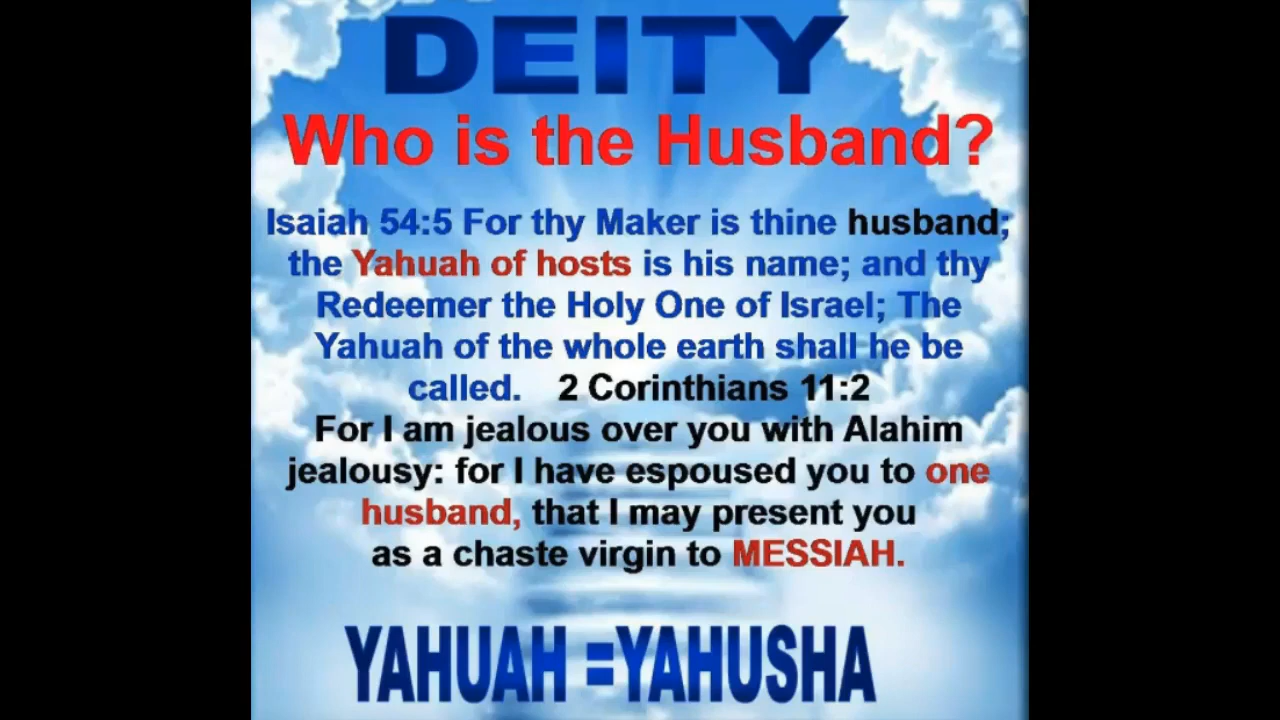 DEITY
Who is the Husband?
Isaiah 54:5 For thy Maker is thine husband;
the Yahuah of hosts is his name; and thy
Redeemer the Holy One of Israel; The
Yahuah of the whole earth shall he be
called. 2 Corinthians 11:2
For I am jealous over you with Alahim
jealousy: for I have espoused you to one
husband, that I may present you
as a chaste virgin to MESSIAH.
YAHUAH =YAHUSHA